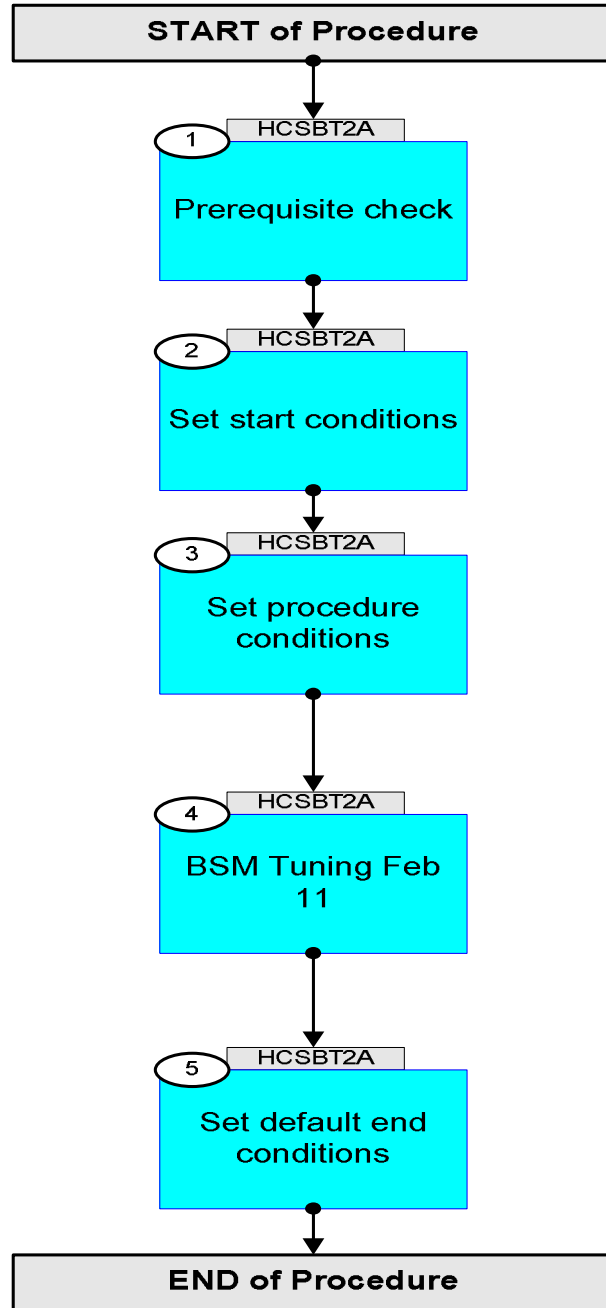 START of Procedure
HCSBT2A
1
Prerequisite check
HCSBT2A
2
Set start conditions
HCSBT2A
3
Set procedure
conditions
HCSBT2A
4
BSM Tuning Feb
11
HCSBT2A
5
Set default end
conditions
END of Procedure